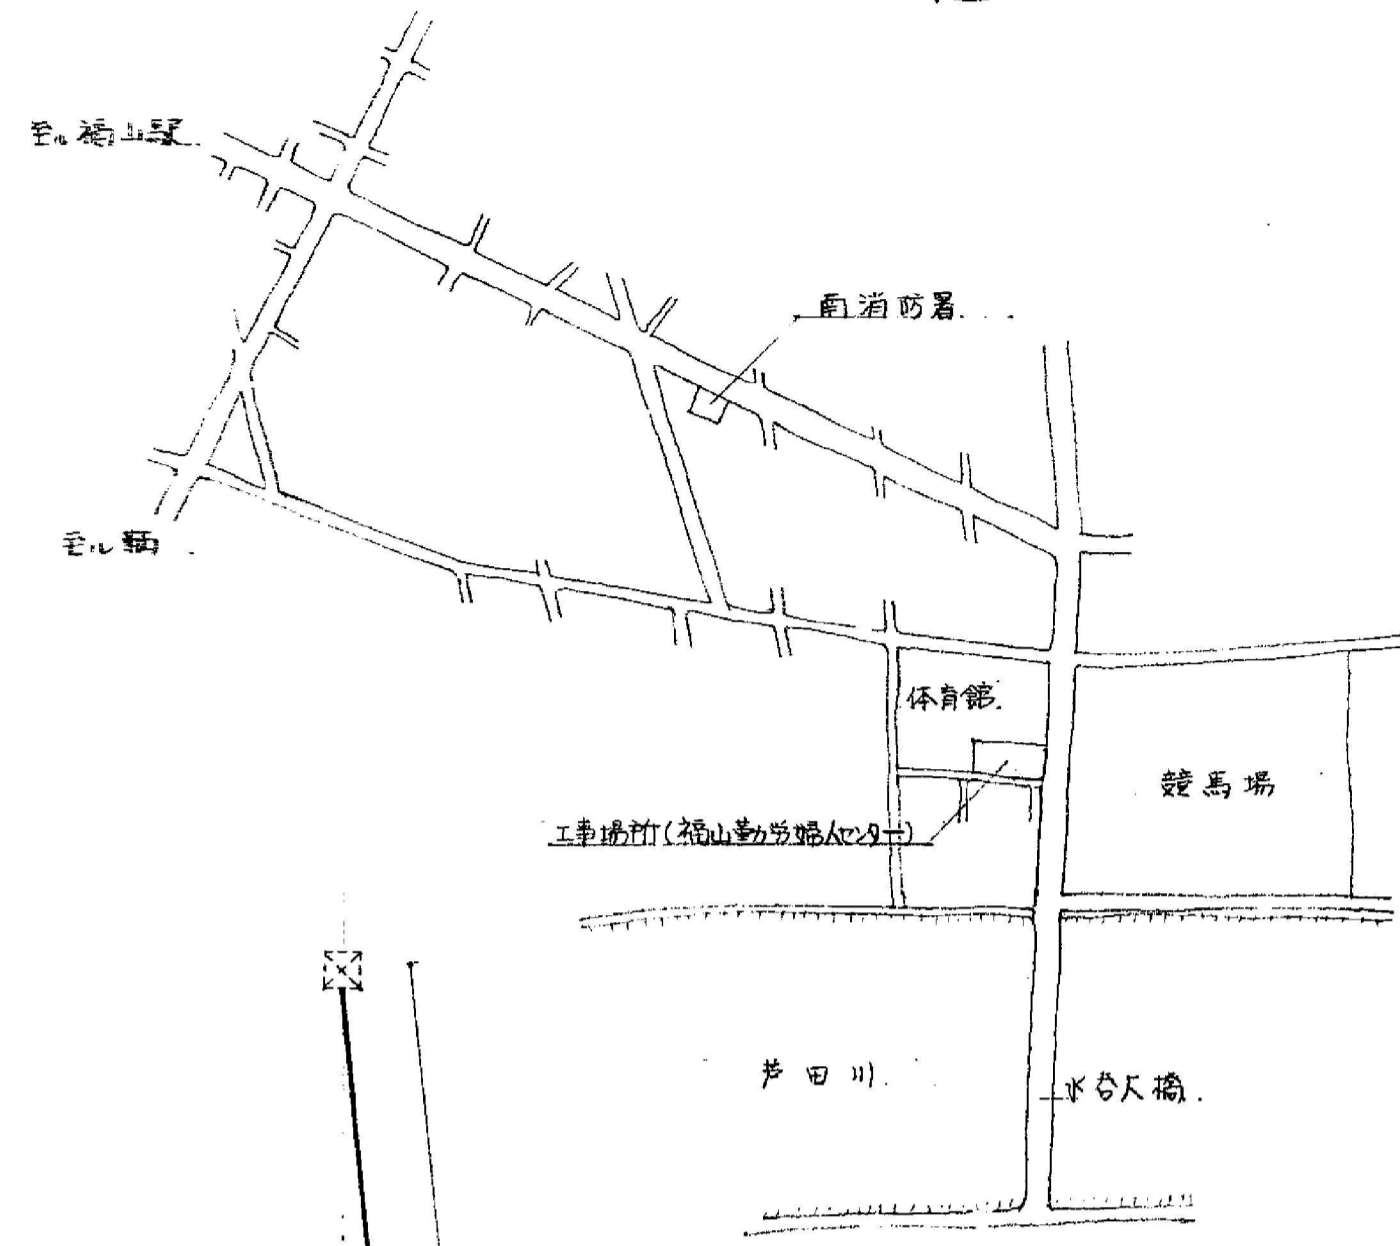 至ル福山駅
南消防署
至ル鞆
体育館
競馬場
工事場所(福山勤労婦人センター)
芦田川
水呑大橋